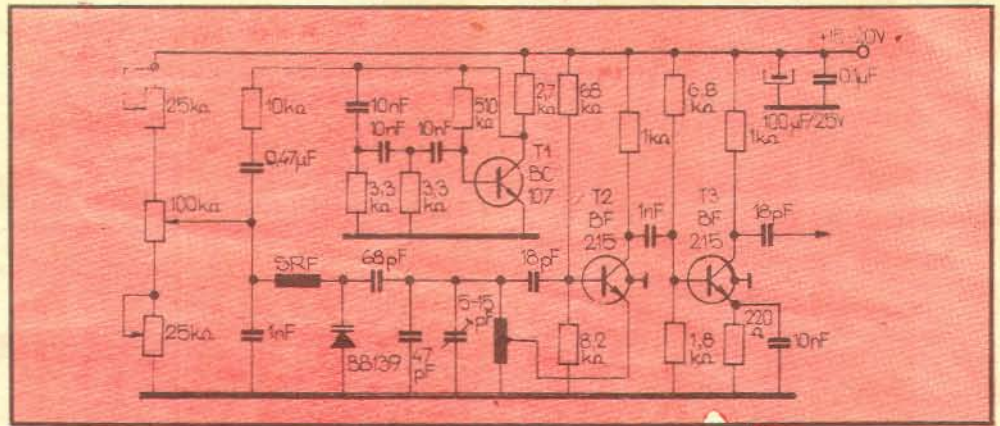 +15-20V
25kΩ
10kΩ
10nF
10nF
10nF
510
kΩ
2,7
kΩ
68
kΩ
6,8
kΩ
1kΩ
1kΩ
0,1µF
100µF/25V
0,47µF
3,3
kΩ
3,3
kΩ
T1
BC
107
T2
BF
215
1nF
T3
BF
215
18pF
100kΩ
SRF
68pF
18pF
5-15
pF
25kΩ
1nF
BB139
47
pF
8,2
kΩ
1,8
kΩ
220
Ω
10nF